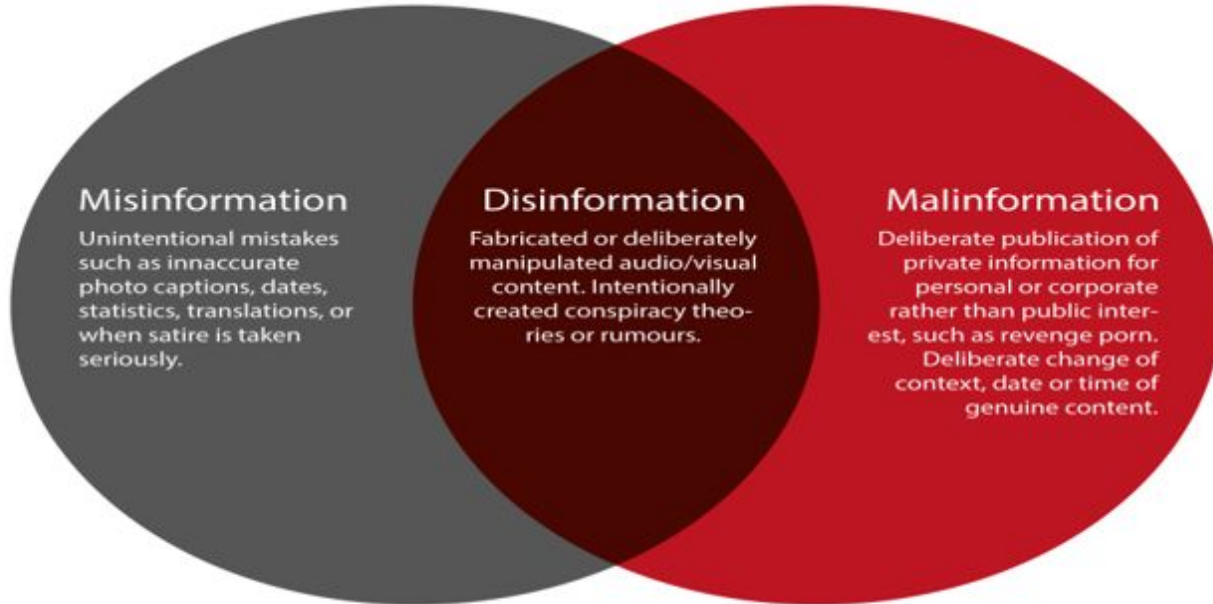 Misinformation
Unintentional mistakes
such as innaccurate
photo captions, dates,
statistics, translations, or
when satire is taken
seriously.
Disinformation
Fabricated or deliberately
manipulated audio/visual
content. Intentionally
created conspiracy theo-
ries or rumours.
Malinformation
Deliberate publication of
private information for
personal or corporate
rather than public inter-
est, such as revenge porn.
Deliberate change of
context, date or time of
genuine content.